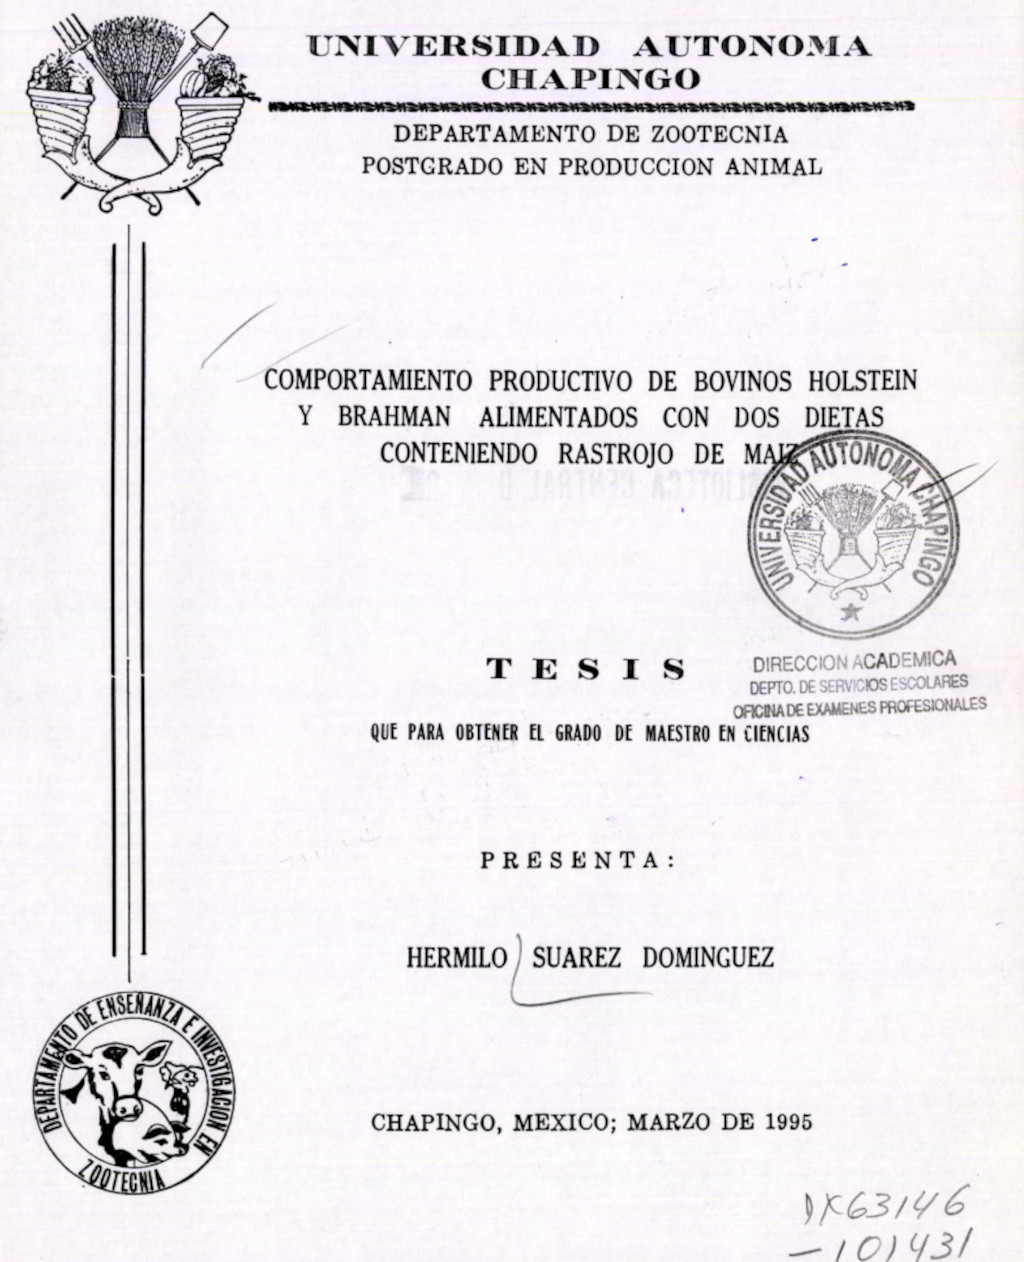 UNIVERSIDAD AUTONOMA
CHAPINGO
DEPARTAMENTO DE ZOOTECNIA
POSTGRADO EN PRODUCCION ANIMAL
COMPORTAMIENTO PRODUCTIVO DE BOVINOS HOLSTEIN
Y BRAHMAN ALIMENTADOS CON DOS DIETAS
CONTENIENDO RASTROJO DE MAIZ
UNIVERSIDAD AUTONOMA CHAPINGO
DIRECCION ACADEMICA
DEPTO. DE SERVICIOS ESCOLARES
OFICINA DE EXAMENES PROFESIONALES
TESIS
QUE PARA OBTENER EL GRADO DE MAESTRO EN CIENCIAS
PRESENTA:
HERMILO SUAREZ DOMINGUEZ
DEPARTAMENTO DE ENSEÑANZA E INVESTIGACION EN
ZOOTECNIA
CHAPINGO, MEXICO; MARZO DE 1995
63146
-101431